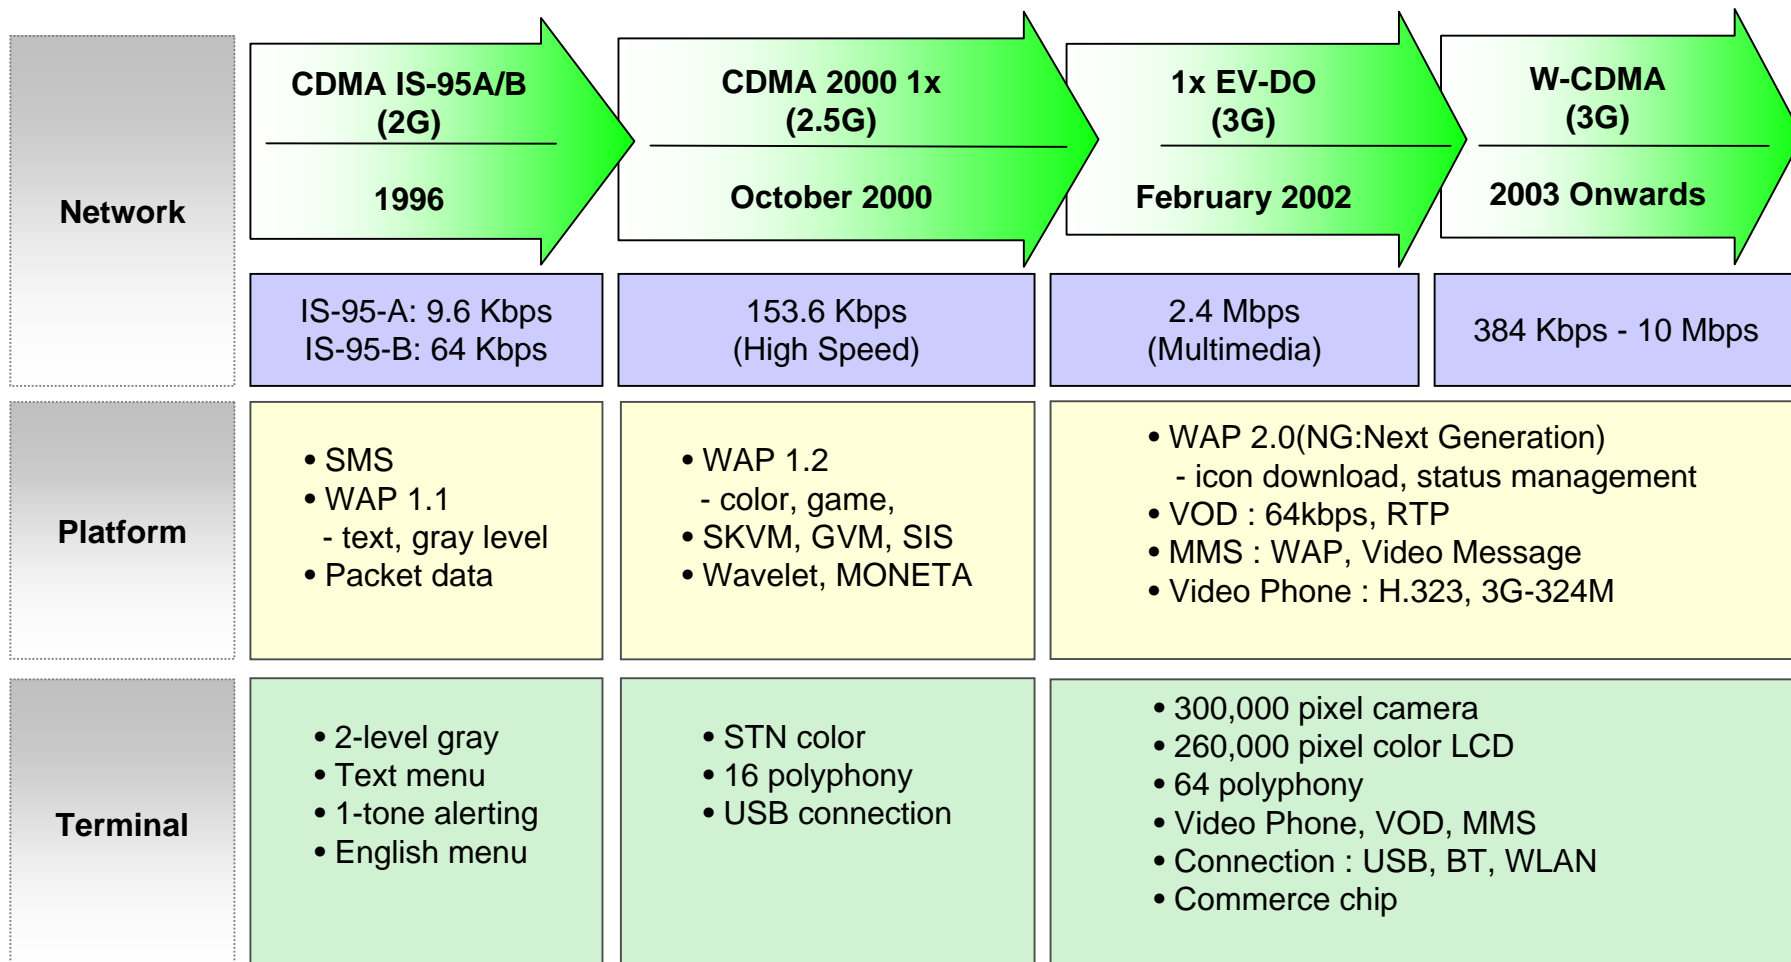 Network
CDMA IS-95A/B
(2G)
1996
CDMA 2000 1x
(2.5G)
October 2000
1x EV-DO
(3G)
February 2002
W-CDMA
(3G)
2003 Onwards
IS-95-A: 9.6 Kbps
IS-95-B: 64 Kbps
153.6 Kbps
(High Speed)
2.4 Mbps
(Multimedia)
384 Kbps - 10 Mbps
Platform
• SMS
• WAP 1.1
- text, gray level
• Packet data
• WAP 1.2
- color, game,
• SKVM, GVM, SIS
• Wavelet, MONETA
• WAP 2.0(NG:Next Generation)
- icon download, status management
• VOD : 64kbps, RTP
• MMS : WAP, Video Message
• Video Phone : H.323, 3G-324M
Terminal
• 2-level gray
• Text menu
• 1-tone alerting
• English menu
• STN color
• 16 polyphony
• USB connection
• 300,000 pixel camera
• 260,000 pixel color LCD
• 64 polyphony
• Video Phone, VOD, MMS
• Connection : USB, BT, WLAN
• Commerce chip